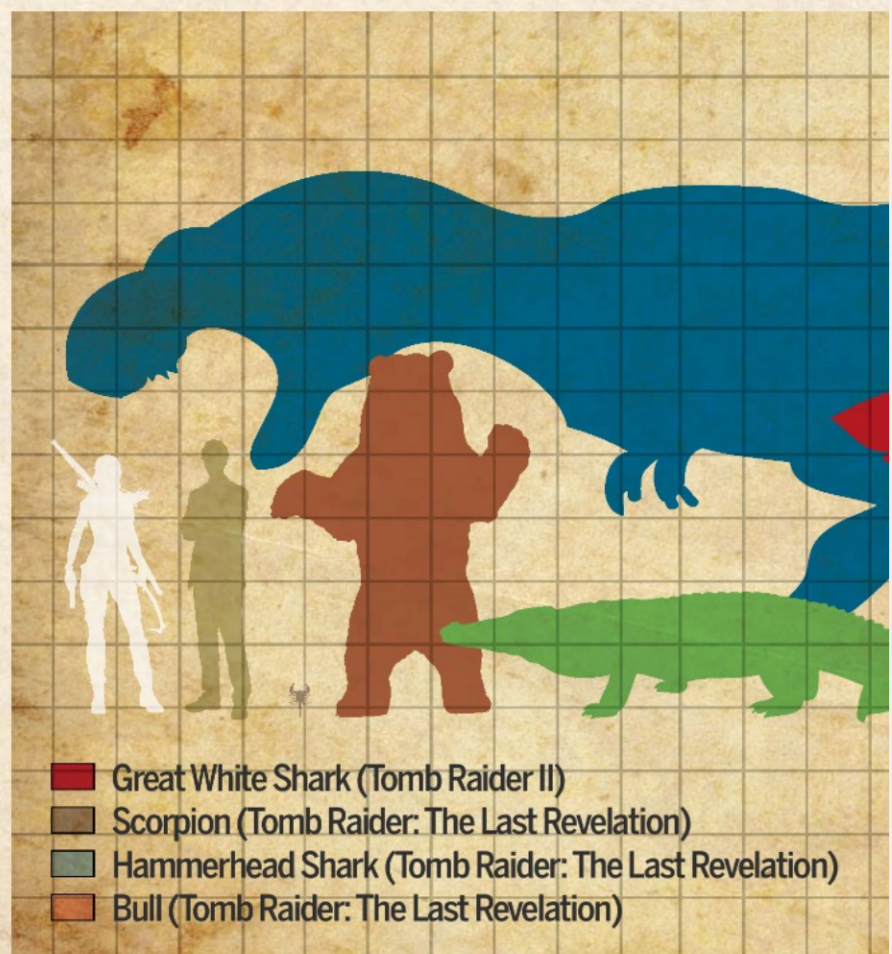 Great White Shark (Tomb Raider II)
Scorpion (Tomb Raider: The Last Revelation)
Hammerhead Shark (Tomb Raider: The Last Revelation)
Bull (Tomb Raider: The Last Revelation)